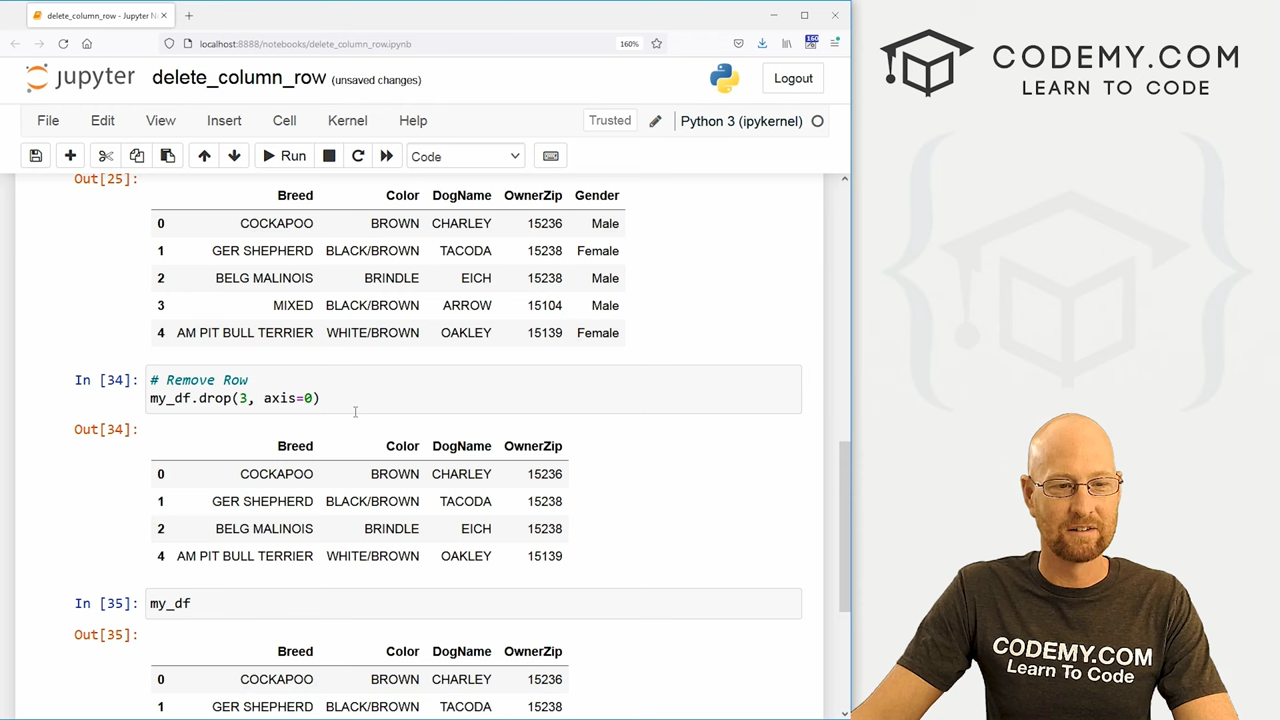 delete_column_row - Jupyter N
localhost:8888/notebooks/delete_column_row.ipynb
160%
160
jupyter delete_column_row (unsaved changes)
Logout
File Edit View Insert Cell Kernel Help
Trusted
Python 3 (ipykernel)
Run
Code
Out[25]:
Breed Color DogName OwnerZip Gender
0 COCKAPOO BROWN CHARLEY 15236 Male
1 GER SHEPHERD BLACK/BROWN TACODA 15238 Female
2 BELG MALINOIS BRINDLE EICH 15238 Male
3 MIXED BLACK/BROWN ARROW 15104 Male
4 AM PIT BULL TERRIER WHITE/BROWN OAKLEY 15139 Female
In [34]:
# Remove Row
my_df.drop(3, axis=0)
Out[34]:
Breed Color DogName OwnerZip
0 COCKAPOO BROWN CHARLEY 15236
1 GER SHEPHERD BLACK/BROWN TACODA 15238
2 BELG MALINOIS BRINDLE EICH 15238
4 AM PIT BULL TERRIER WHITE/BROWN OAKLEY 15139
In [35]:
my_df
Out[35]:
Breed Color DogName OwnerZip
0 COCKAPOO BROWN CHARLEY 15236
1 GER SHEPHERD BLACK/BROWN TACODA 15238
CODEMY.COM
LEARN TO CODE
CODEMY.COM
Learn To Code